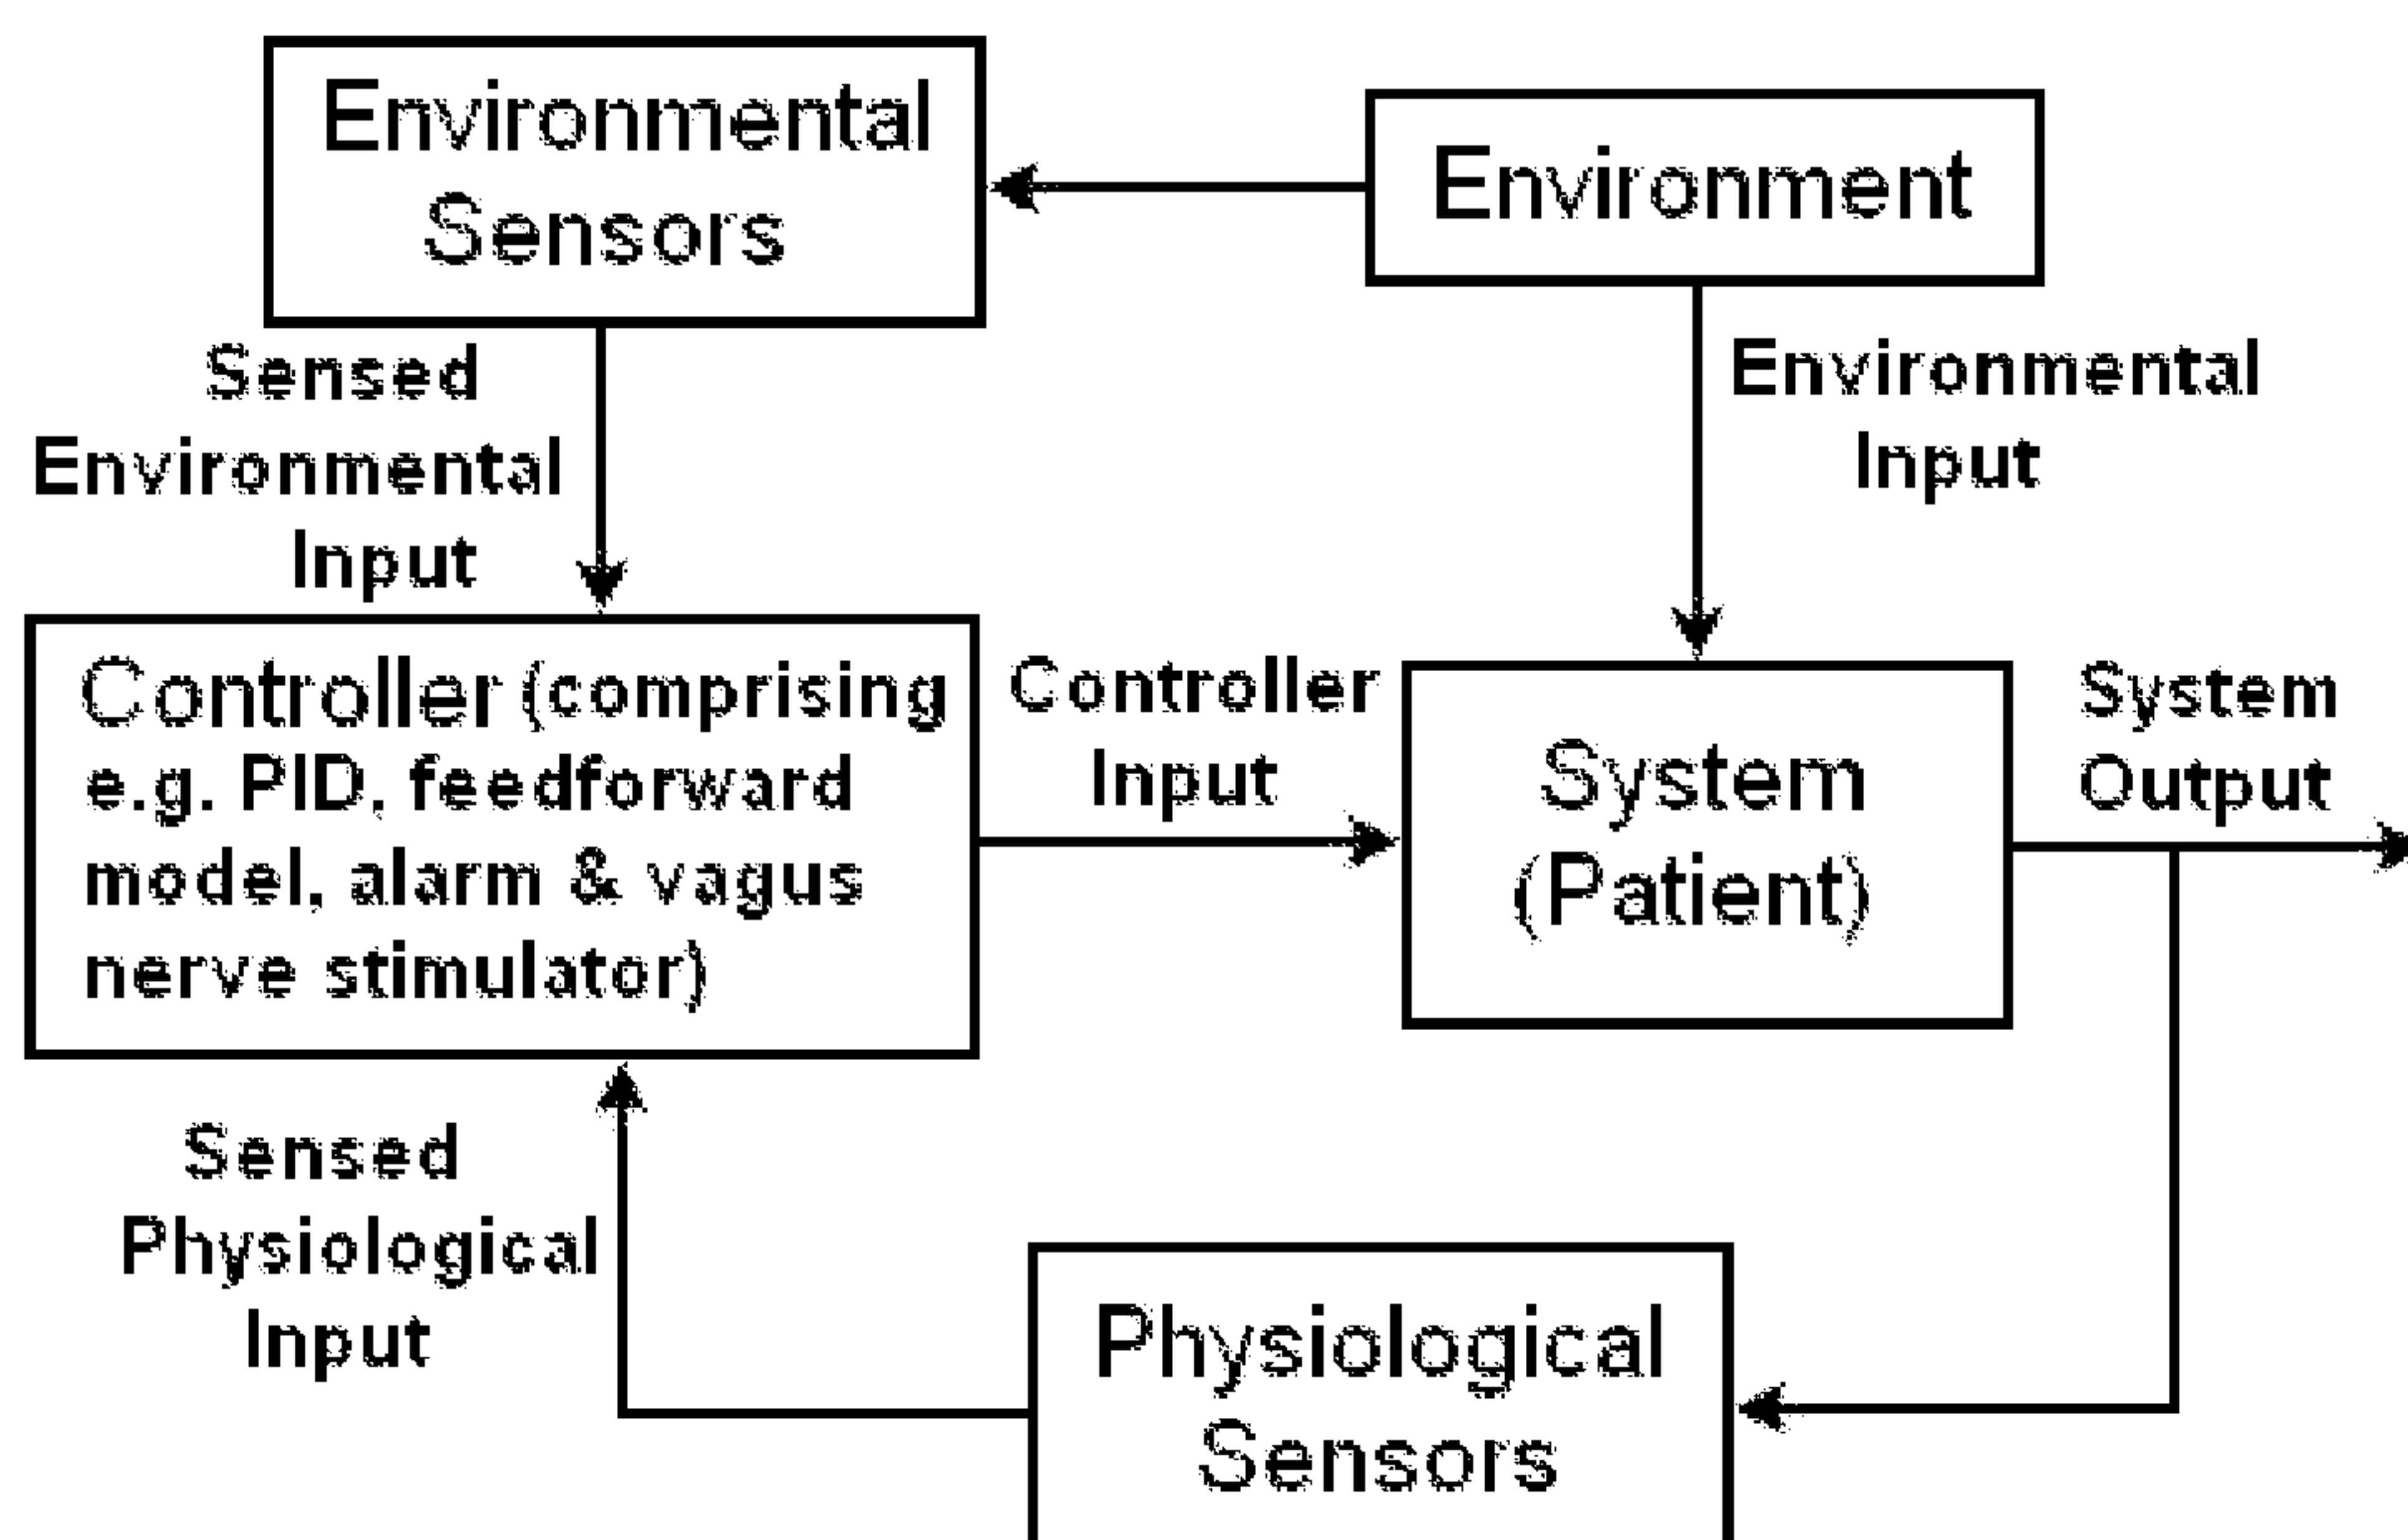 Environmental
Sensors
Environment
Sensed
Environmental
Input
Environmental
Input
Controller (comprising
e.g. PID, feedforward
model, alarm & vagus
nerve stimulator)
Controller
Input
System
(Patient)
System
Output
Sensed
Physiological
Input
Physiological
Sensors